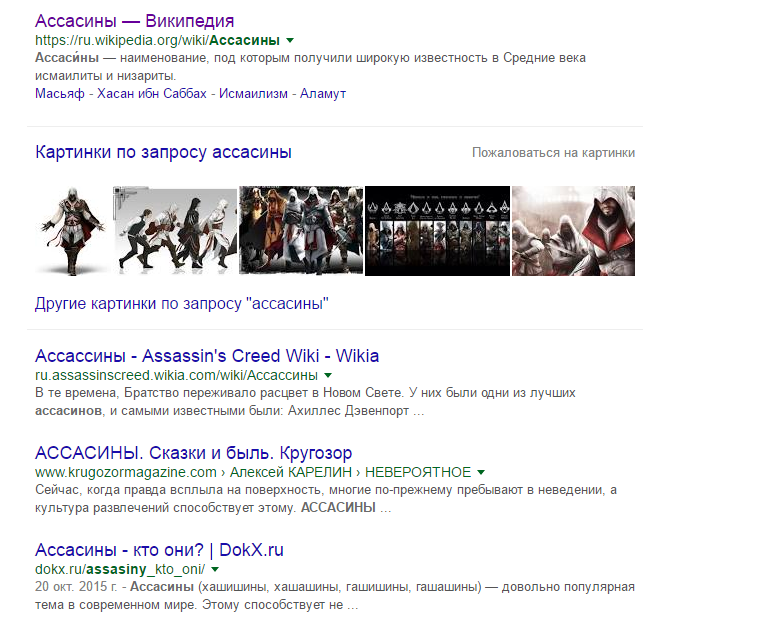 Ассасины — Википедия
https://ru.wikipedia.org/wiki/Ассасины
Ассаси́ны — наименование, под которым получили широкую известность в Средние века
исмаилиты и низариты.
Масьяф - Хасан ибн Саббах - Исмаилизм - Аламут
Картинки по запросу ассасины
Пожаловаться на картинки
Другие картинки по запросу "ассасины"
Ассассины - Assassin's Creed Wiki - Wikia
ru.assassinscreed.wikia.com/wiki/Ассассины
В те времена, Братство переживало расцвет в Новом Свете. У них были одни из лучших
ассасинов, и самыми известными были: Ахиллес Дэвенпорт ...
АССАСИНЫ. Сказки и быль. Кругозор
www.krugozormagazine.com › Алексей КАРЕЛИН › НЕВЕРОЯТНОЕ
Сейчас, когда правда всплыла на поверхность, многие по-прежнему пребывают в неведении, а
культура развлечений способствует этому. АССАСИНЫ ...
Ассасины - кто они? | DokX.ru
dokx.ru/assasiny_kto_oni/
20 окт. 2015 г. - Ассасины (хашишины, хашашины, гашишины, гашашины) — довольно популярная
тема в современном мире. Этому способствует не ...